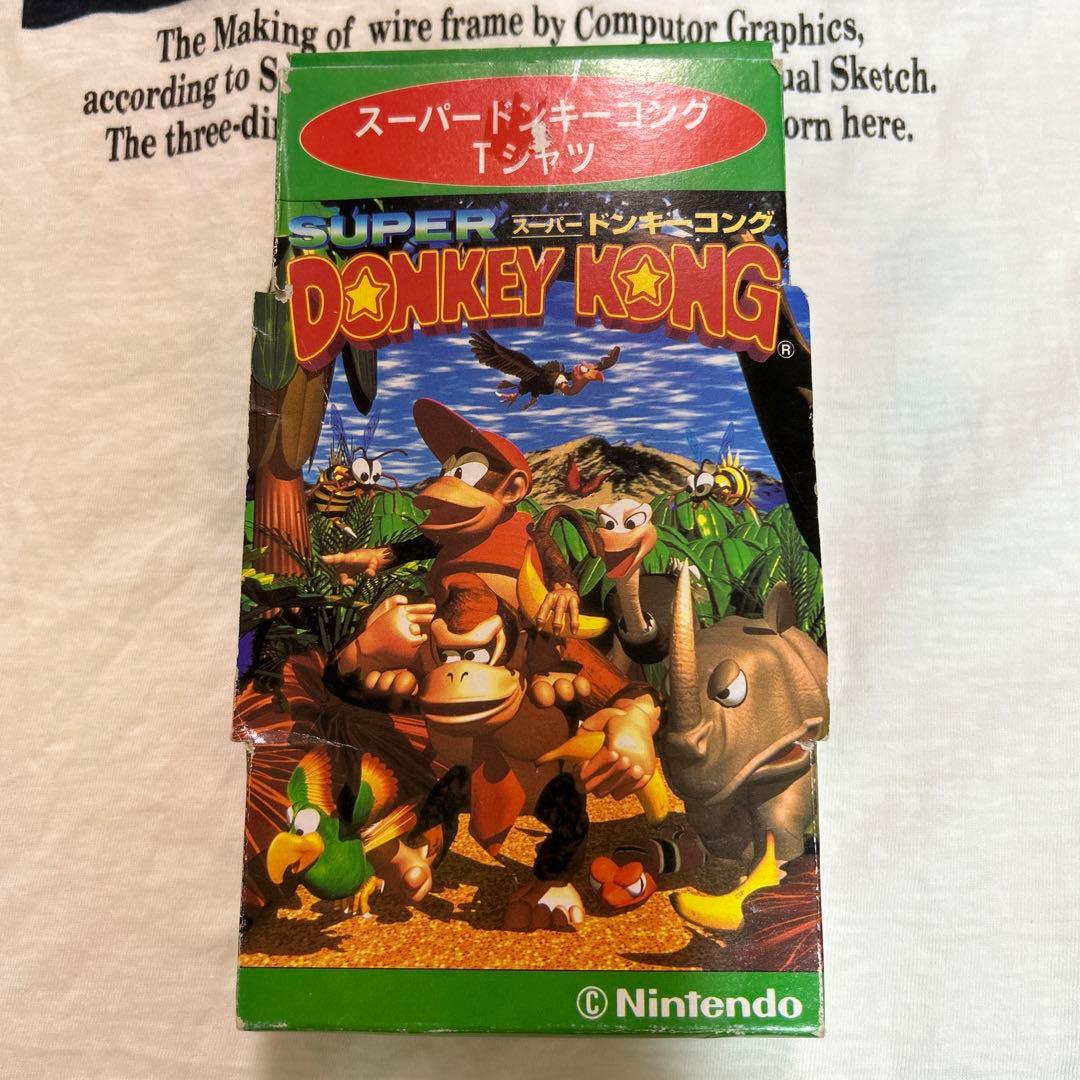 The Making of wire frame by Computor Graphics,
according to S ual Sketch.
The three-di orn here.
スーパードンキーコング
Tシャツ
SUPER スーパードンキーコング
DONKEY KONG ®
© Nintendo